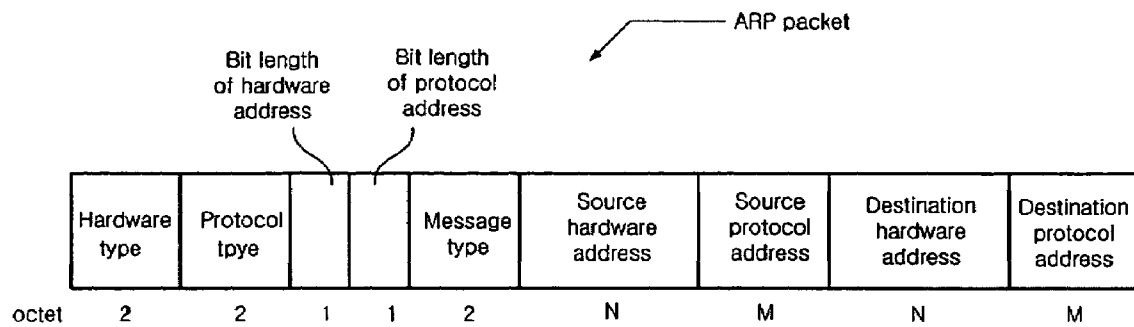 ARP packet
Bit length
of hardware
address
Bit length
of protocol
address
Hardware
type
Protocol
tpye
Message
type
Source
hardware
address
Source
protocol
address
Destination
hardware
address
Destination
protocol
address
octet 2 2 1 1 2 N M N M